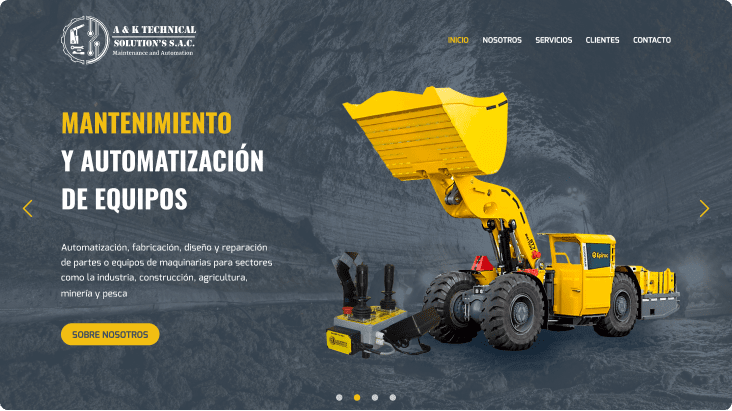 A & K TECHNICAL
SOLUTION'S S.A.C.
Maintenance and Automation
INICIO
NOSOTROS
SERVICIOS
CLIENTES
CONTACTO
MANTENIMIENTO
Y AUTOMATIZACIÓN
DE EQUIPOS
Automatización, fabricación, diseño y reparación
de partes o equipos de maquinarias para sectores
como la industria, construcción, agricultura,
minería y pesca
SOBRE NOSOTROS
Epiroc